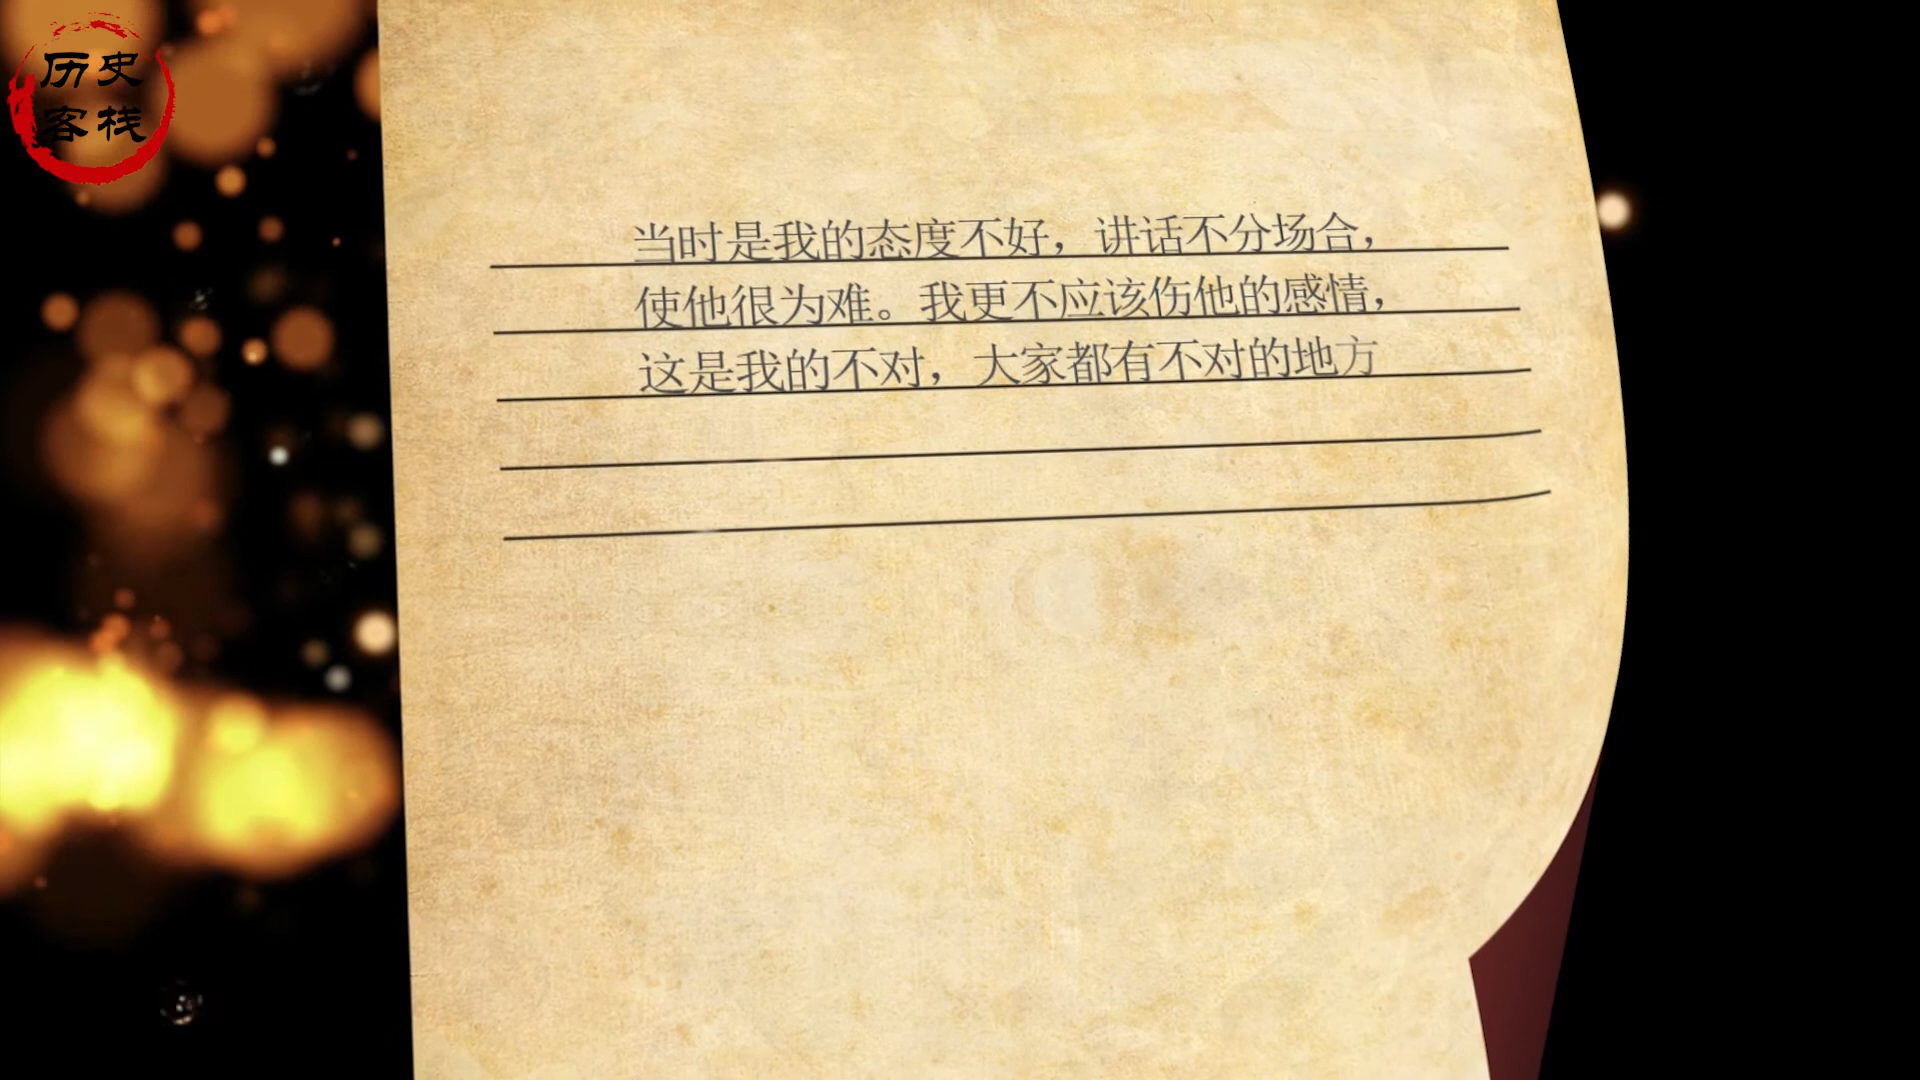 历史
客栈
当时是我的态度不好，讲话不分场合，
使他很为难。我更不应该伤他的感情，
这是我的不对，大家都有不对的地方